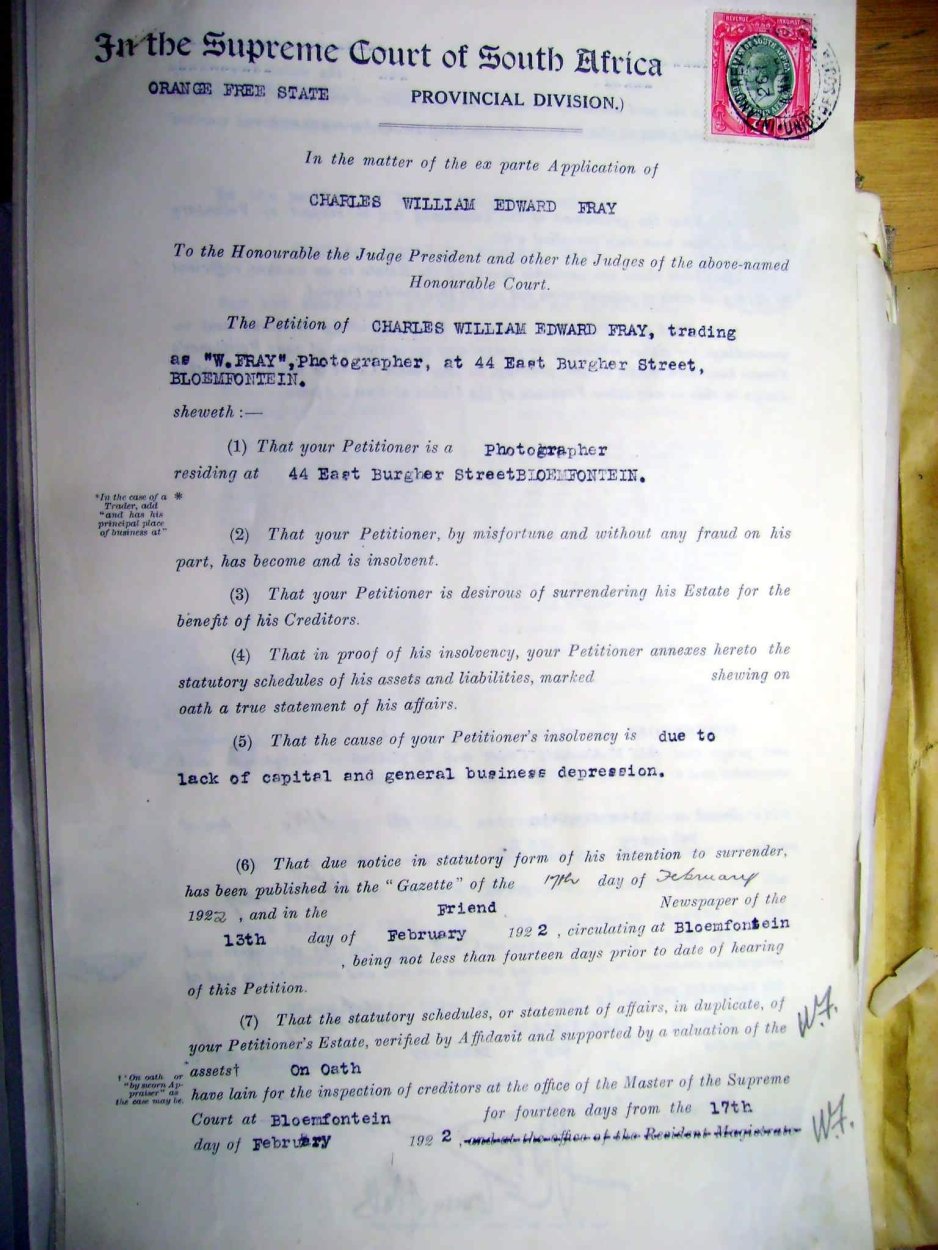 In the Supreme Court of South Africa
ORANGE FREE STATE PROVINCIAL DIVISION.)
In the matter of the ex parte Application of
CHARLES WILLIAM EDWARD FRAY
To the Honourable the Judge President and other the Judges of the above-named
Honourable Court.
The Petition of CHARLES WILLIAM EDWARD FRAY, trading
as "W.FRAY",Photographer, at 44 East Burgher Street,
BLOEMFONTEIN.
sheweth :—
(1) That your Petitioner is a Photographer
residing at 44 East Burgher StreetBLOEMFONTEIN.
*In the case of a *
Trader, add
"and has his
principal place
of business at"
(2) That your Petitioner, by misfortune and without any fraud on his
part, has become and is insolvent.
(3) That your Petitioner is desirous of surrendering his Estate for the
benefit of his Creditors.
(4) That in proof of his insolvency, your Petitioner annexes hereto the
statutory schedules of his assets and liabilities, marked shewing on
oath a true statement of his affairs.
(5) That the cause of your Petitioner's insolvency is due to
lack of capital and general business depression.
(6) That due notice in statutory form of his intention to surrender,
has been published in the "Gazette" of the 17th day of February
1922 , and in the Friend Newspaper of the
13th day of February 192 2 , circulating at Bloemfontein
, being not less than fourteen days prior to date of hearing
of this Petition.
(7) That the statutory schedules, or statement of affairs, in duplicate, of W.F.
your Petitioner's Estate, verified by Affidavit and supported by a valuation of the
assets† On Oath
† "On oath or
"by sworn Ap-
praiser" as
the case may be.
have lain for the inspection of creditors at the office of the Master of the Supreme
Court at Bloemfontein for fourteen days from the 17th
day of February 192 2 , and at the office of the Resident Magistrate W.F.